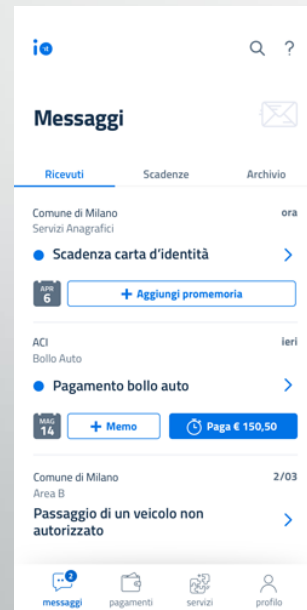 io
?
Messaggi
Ricevuti Scadenze Archivio
Comune di Milano ora
Servizi Anagrafici
Scadenza carta d'identità
APR
6
+ Aggiungi promemoria
ACI ieri
Bollo Auto
Pagamento bollo auto
MAG
14
+ Memo
Paga € 150,50
Comune di Milano 2/03
Area B
Passaggio di un veicolo non
autorizzato
2
messaggi pagamenti servizi profilo